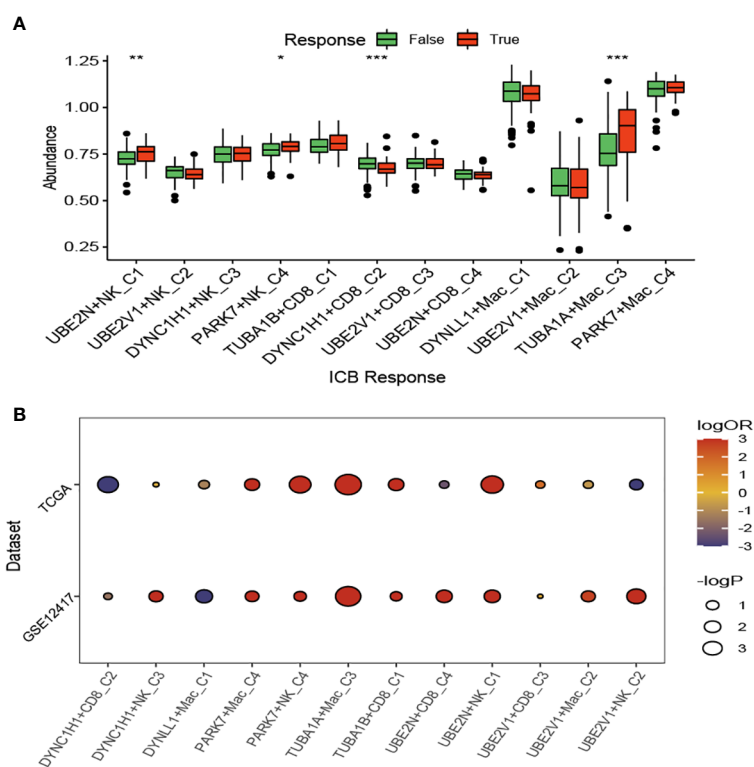 A
Response False True
** * *** ***
1.25
1.00
0.75
0.50
0.25
Abundance
UBE2N+NK_C1
UBE2V1+NK_C2
DYNC1H1+NK_C3
PARK7+NK_C4
TUBA1B+CD8_C1
DYNC1H1+CD8_C2
UBE2V1+CD8_C3
UBE2N+CD8_C4
DYNLL1+Mac_C1
UBE2V1+Mac_C2
TUBA1A+Mac_C3
PARK7+Mac_C4
ICB Response
B
Dataset
TCGA
GSE12417
DYNC1H1+CD8_C2
DYNC1H1+NK_C3
DYNLL1+Mac_C1
PARK7+Mac_C4
PARK7+NK_C4
TUBA1A+Mac_C3
TUBA1B+CD8_C1
UBE2N+CD8_C4
UBE2N+NK_C1
UBE2V1+CD8_C3
UBE2V1+Mac_C2
UBE2V1+NK_C2
logOR
3
2
1
0
-1
-2
-3
-logP
1
2
3